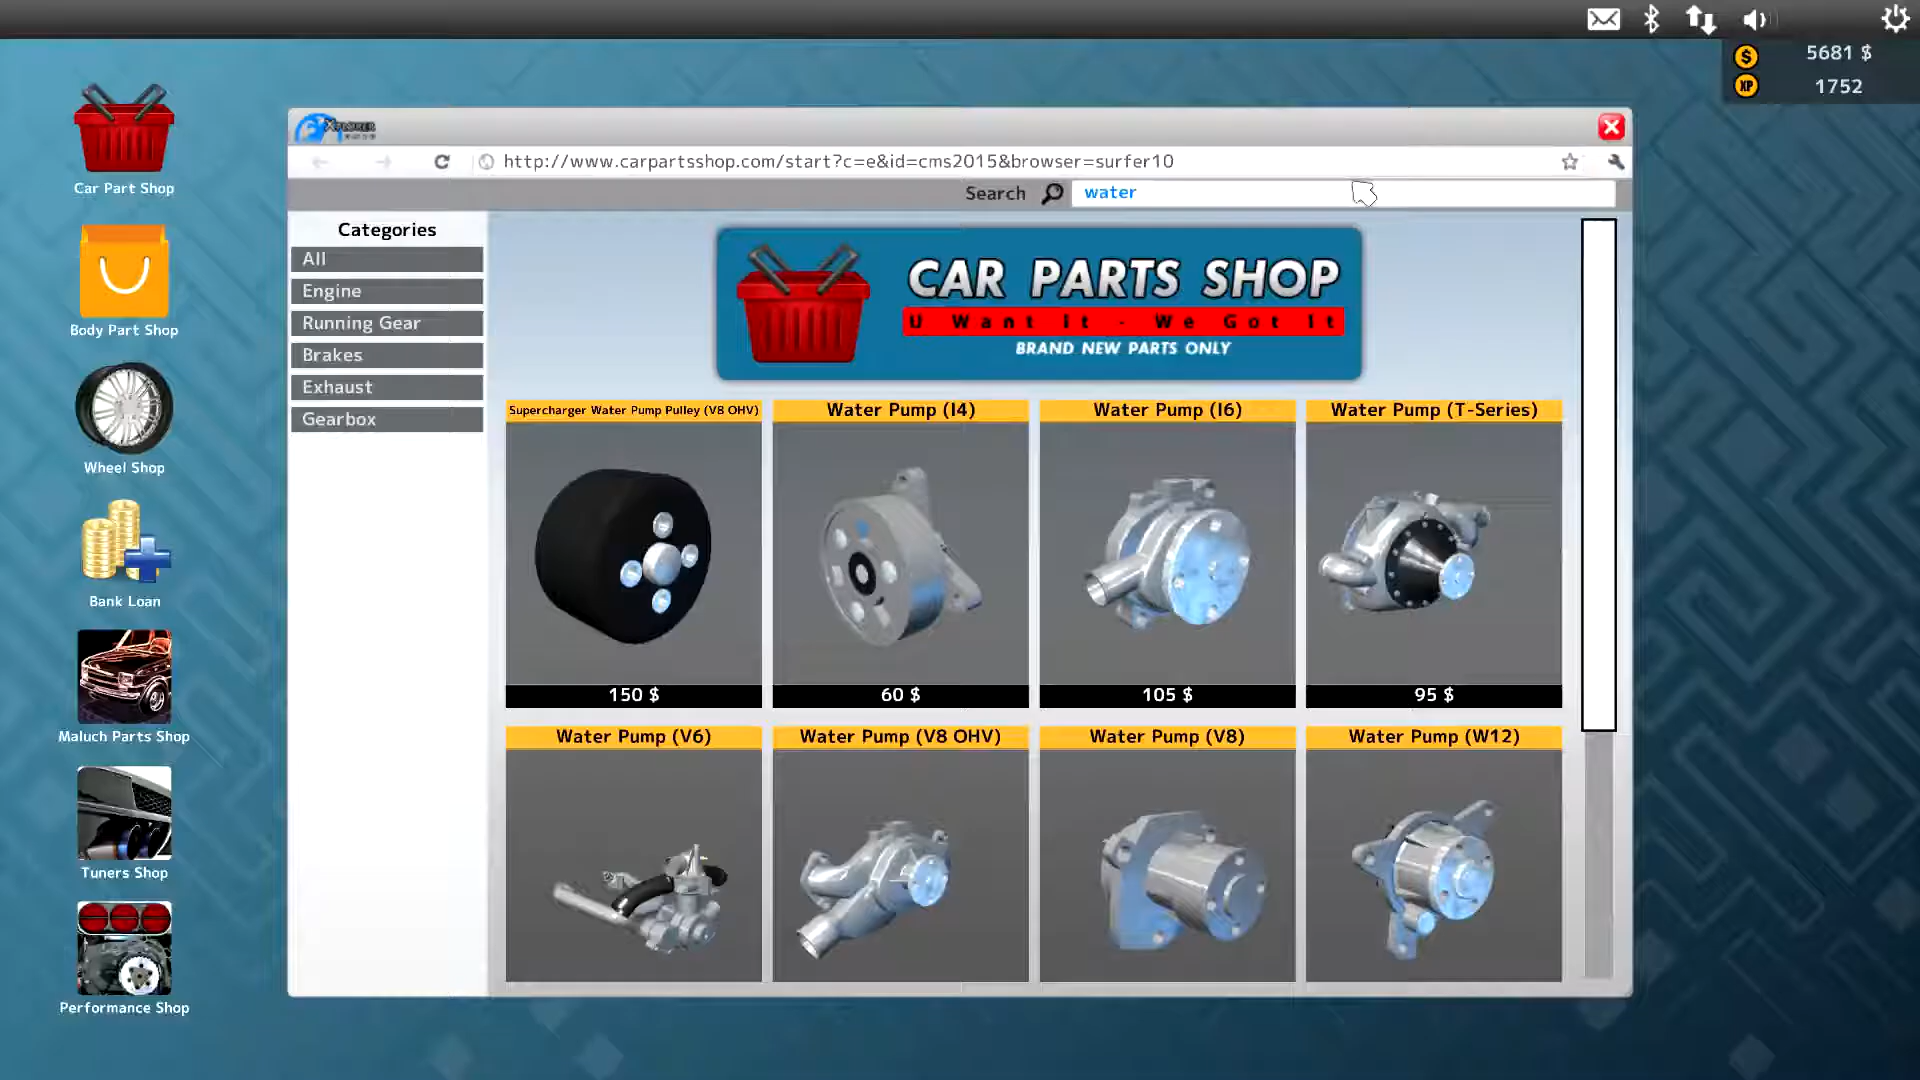 5681 $
XP 1752
Car Part Shop
Body Part Shop
Wheel Shop
Bank Loan
Maluch Parts Shop
Tuners Shop
Performance Shop
http://www.carpartsshop.com/start?c=e&id=cms2015&browser=surfer10
Search water
Categories
All
Engine
Running Gear
Brakes
Exhaust
Gearbox
CAR PARTS SHOP
U Want It - We Got It
BRAND NEW PARTS ONLY
Supercharger Water Pump Pulley (V8 OHV)
150 $
Water Pump (I4)
60 $
Water Pump (I6)
105 $
Water Pump (T-Series)
95 $
Water Pump (V6)
Water Pump (V8 OHV)
Water Pump (V8)
Water Pump (W12)